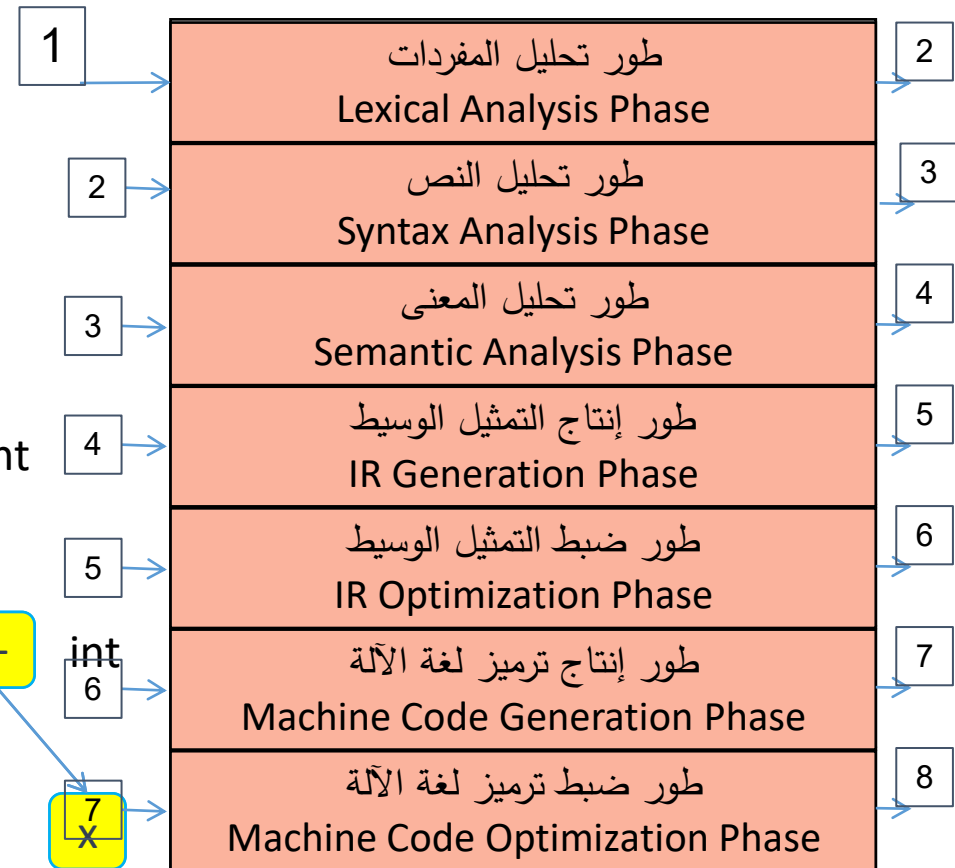 1
طور تحليل المفردات
2
Lexical Analysis Phase
2
طور تحليل النص
3
Syntax Analysis Phase
3
طور تحليل المعنى
4
Semantic Analysis Phase
4
طور إنتاج التمثيل الوسيط
5
IR Generation Phase
5
طور ضبط التمثيل الوسيط
6
IR Optimization Phase
int
6
طور إنتاج ترميز لغة الآلة
7
Machine Code Generation Phase
7
x
طور ضبط ترميز لغة الآلة
8
Machine Code Optimization Phase